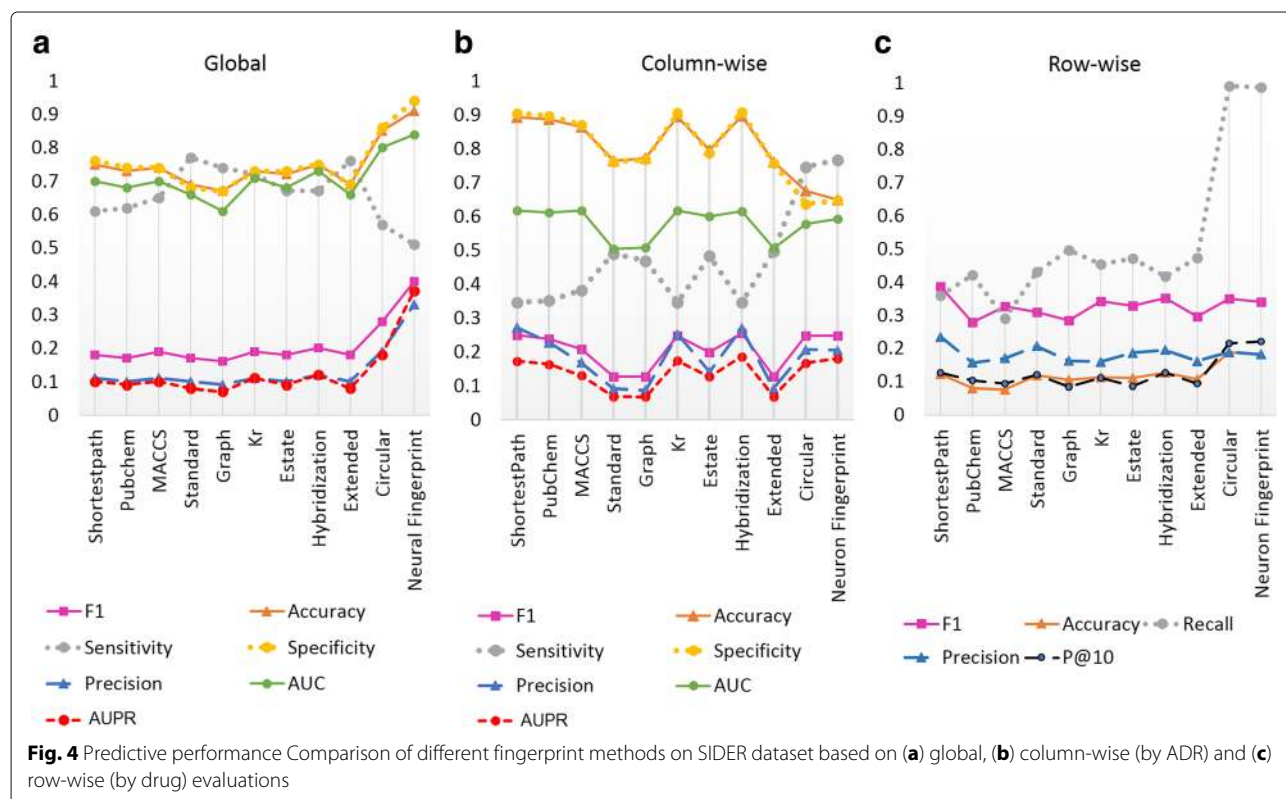 a
Global
1
0.9
0.8
0.7
0.6
0.5
0.4
0.3
0.2
0.1
0
Shortestpath
Pubchem
MACCS
Standard
Graph
Kr
Estate
Hybridization
Extended
Circular
Neural Fingerprint
F1
Accuracy
Sensitivity
Specificity
Precision
AUC
AUPR
b
Column-wise
1
0.9
0.8
0.7
0.6
0.5
0.4
0.3
0.2
0.1
0
ShortestPath
PubChem
MACCS
Standard
Graph
Kr
Estate
Hybridization
Extended
Circular
Neuron Fingerprint
F1
Accuracy
Sensitivity
Specificity
Precision
AUC
AUPR
c
Row-wise
1
0.9
0.8
0.7
0.6
0.5
0.4
0.3
0.2
0.1
0
ShortestPath
PubChem
MACCS
Standard
Graph
Kr
Estate
Hybridization
Extended
Circular
Neuron Fingerprint
F1
Accuracy
Recall
Precision
P@10
Fig. 4 Predictive performance Comparison of different fingerprint methods on SIDER dataset based on (a) global, (b) column-wise (by ADR) and (c)
row-wise (by drug) evaluations